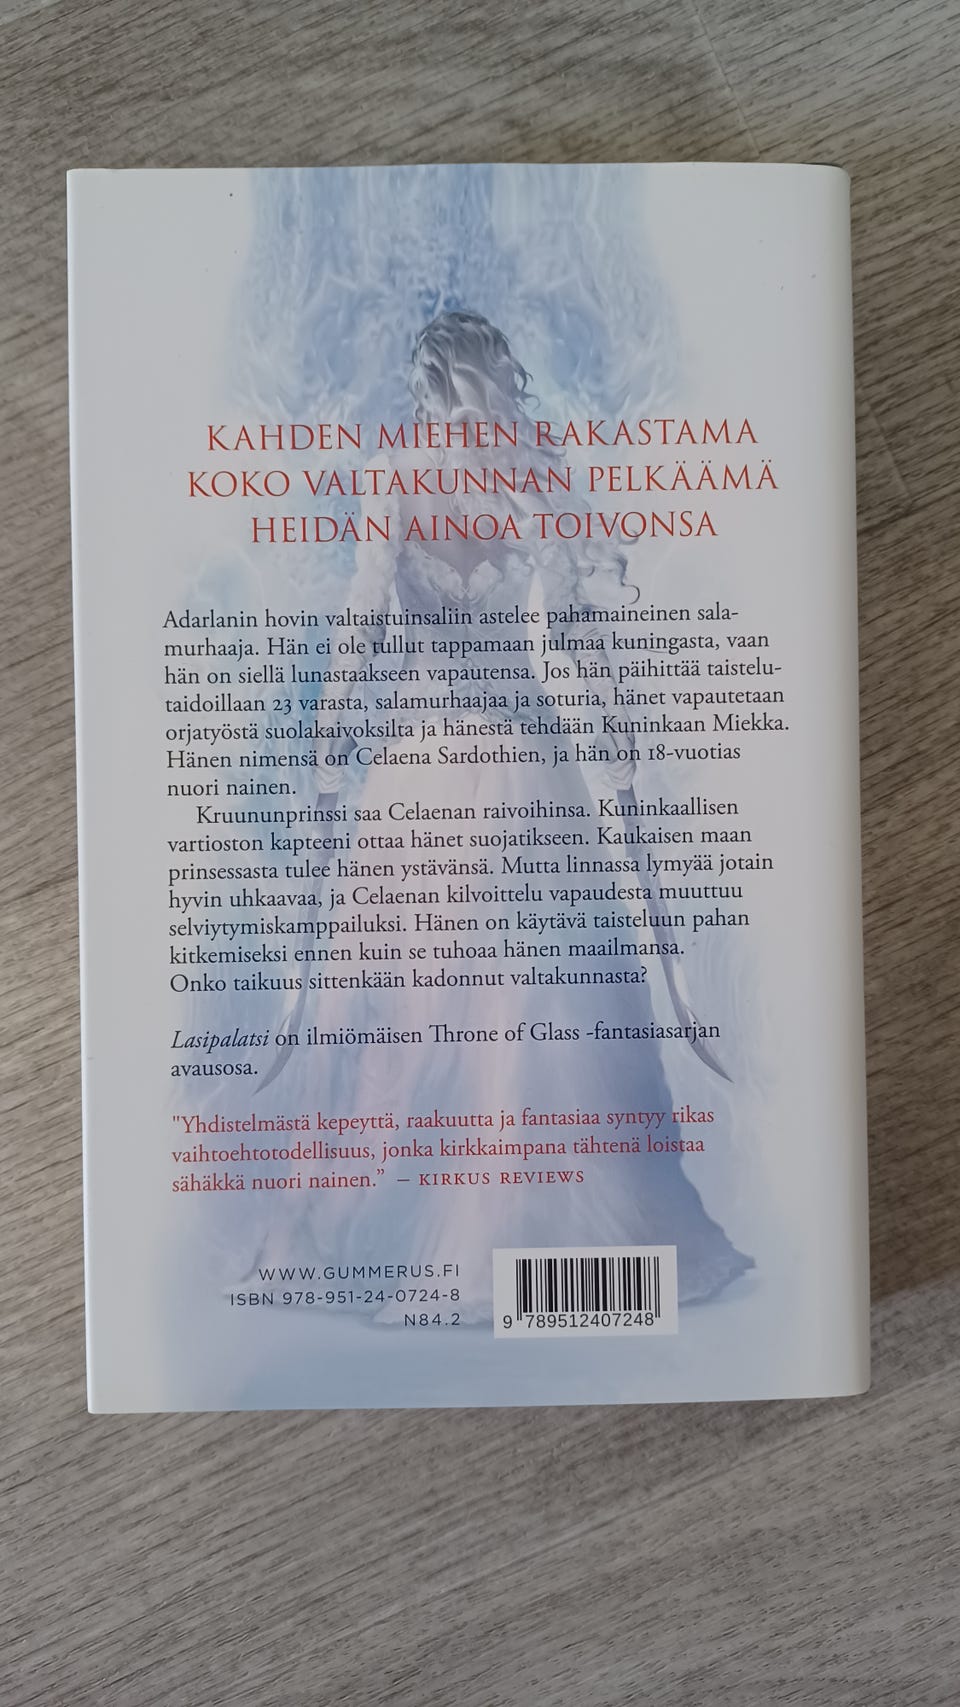 KAHDEN MIEHEN RAKASTAMA
KOKO VALTAKUNNAN PELKÄÄMÄ
HEIDÄN AINOA TOIVONSA
Adarlanin hovin valtaistuinsaliin astelee pahamaineinen sala-
murhaaja. Hän ei ole tullut tappamaan julmaa kuningasta, vaan
hän on siellä lunastaakseen vapautensa. Jos hän päihittää taistelu-
taidoillaan 23 varasta, salamurhaajaa ja soturia, hänet vapautetaan
orjatyöstä suolakaivoksilta ja hänestä tehdään Kuninkaan Miekka.
Hänen nimensä on Celaena Sardothien, ja hän on 18-vuotias
nuori nainen.
Kruununprinssi saa Celaenan raivoihinsa. Kuninkaallisen
vartioston kapteeni ottaa hänet suojatikseen. Kaukaisen maan
prinsessasta tulee hänen ystävänsä. Mutta linnassa lymyää jotain
hyvin uhkaavaa, ja Celaenan kilvoittelu vapaudesta muuttuu
selviytymiskamppailuksi. Hänen on käytävä taisteluun pahan
kitkemiseksi ennen kuin se tuhoaa hänen maailmansa.
Onko taikuus sittenkään kadonnut valtakunnasta?
Lasipalatsi on ilmiömäisen Throne of Glass -fantasiasarjan
avausosa.
"Yhdistelmästä kepeyttä, raakuutta ja fantasiaa syntyy rikas
vaihtoehtotodellisuus, jonka kirkkaimpana tähtenä loistaa
sähäkkä nuori nainen.” – KIRKUS REVIEWS
WWW.GUMMERUS.FI
ISBN 978-951-24-0724-8
N84.2
9 789512 407248